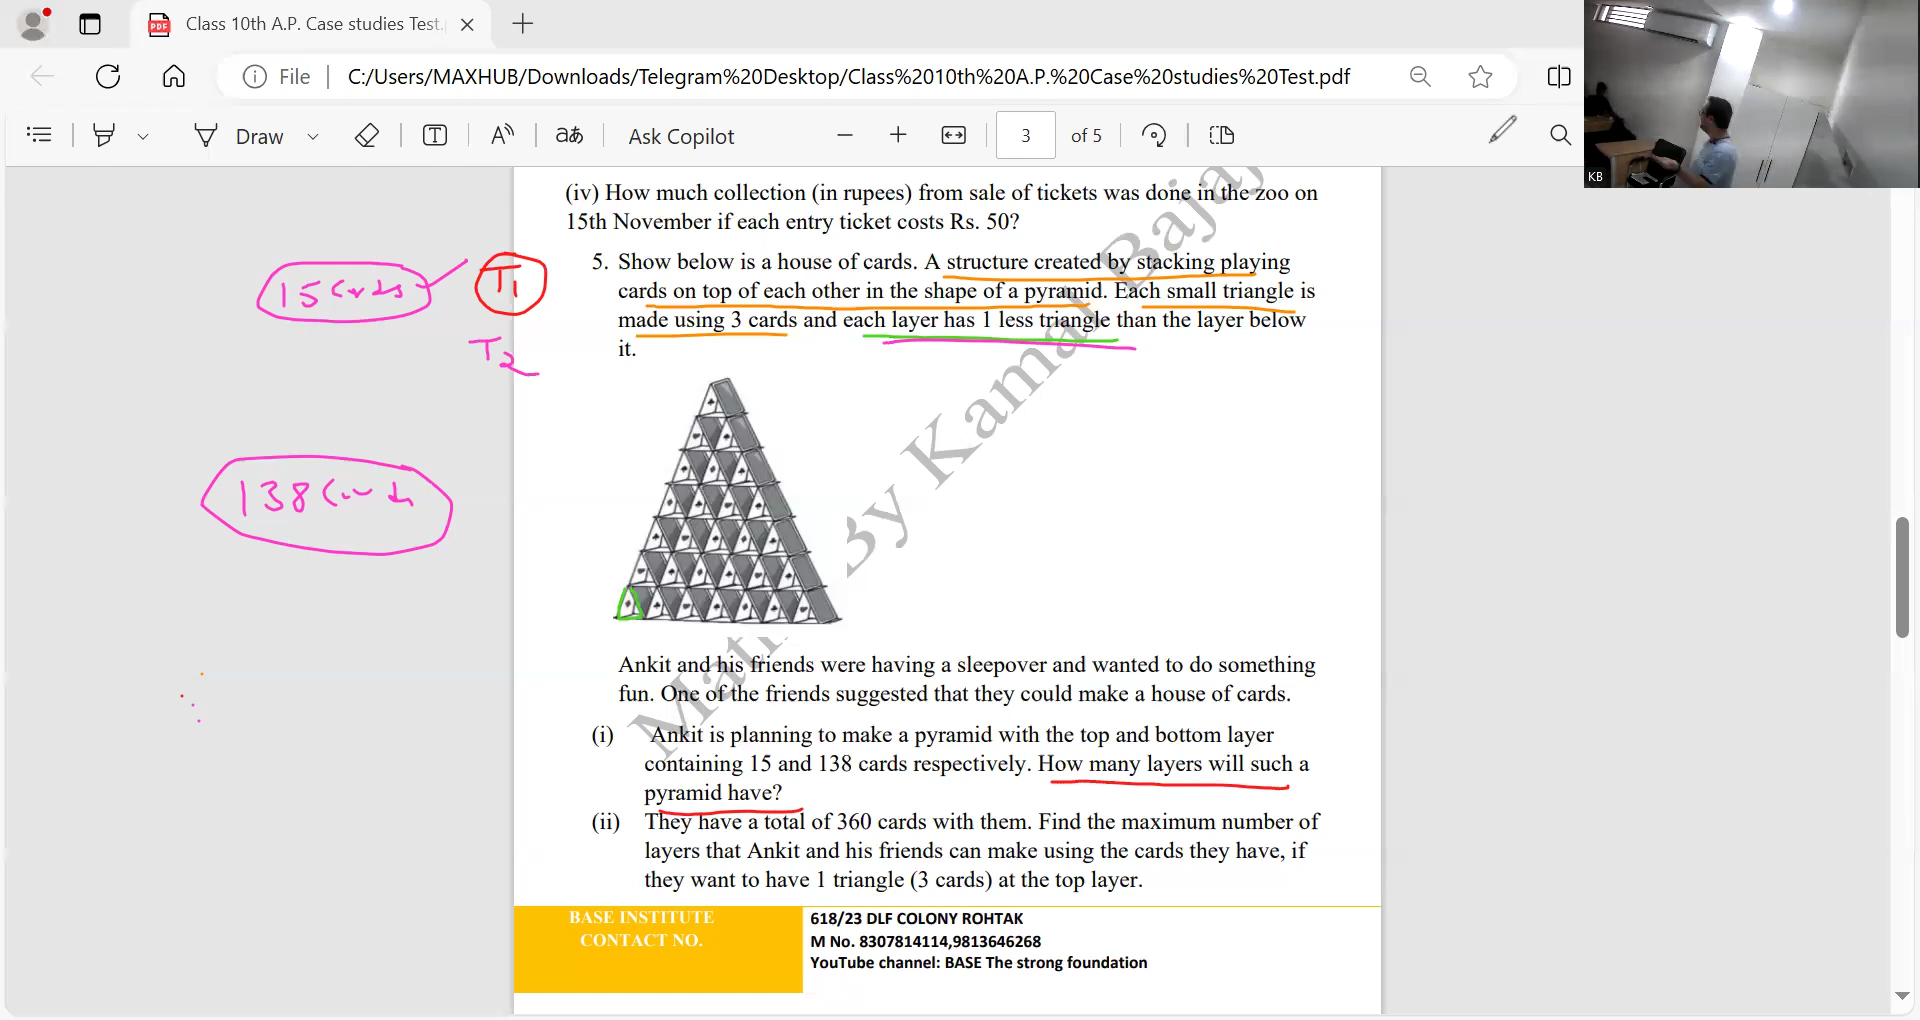 Class 10th A.P. Case studies Test.
File
C:/Users/MAXHUB/Downloads/Telegram%20Desktop/Class%2010th%20A.P.%20Case%20studies%20Test.pdf
Draw
Ask Copilot
3 of 5
KB
(iv) How much collection (in rupees) from sale of tickets was done in the zoo on
15th November if each entry ticket costs Rs. 50?
15 Cards
T1
T2
138 Cards
5. Show below is a house of cards. A structure created by stacking playing
cards on top of each other in the shape of a pyramid. Each small triangle is
made using 3 cards and each layer has 1 less triangle than the layer below
it.
By Kamal Bajaj
Ankit and his friends were having a sleepover and wanted to do something
fun. One of the friends suggested that they could make a house of cards.
(i) Ankit is planning to make a pyramid with the top and bottom layer
containing 15 and 138 cards respectively. How many layers will such a
pyramid have?
(ii) They have a total of 360 cards with them. Find the maximum number of
layers that Ankit and his friends can make using the cards they have, if
they want to have 1 triangle (3 cards) at the top layer.
BASE INSTITUTE
CONTACT NO.
618/23 DLF COLONY ROHTAK
M No. 8307814114,9813646268
YouTube channel: BASE The strong foundation